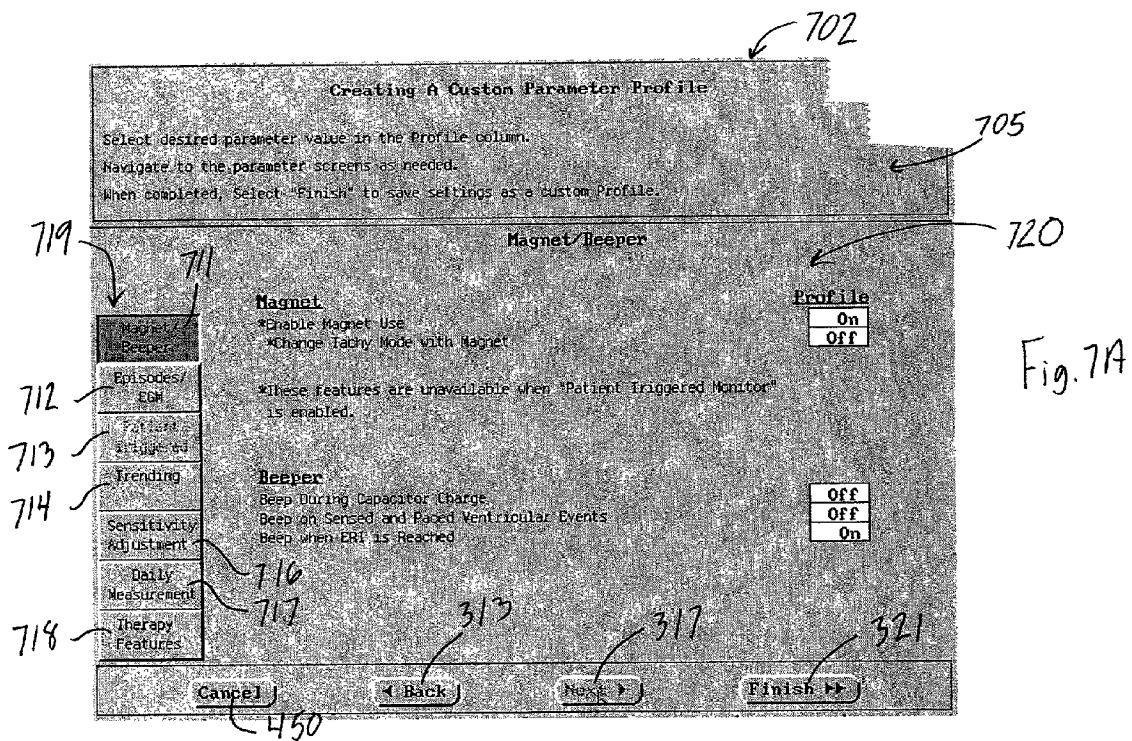 702
Creating A Custom Parameter Profile
Select desired parameter value in the Profile column.
Navigate to the parameter screens as needed.
When completed, Select "Finish" to save settings as a custom Profile.
705
Magnet/Beeper
719
711
720
Magnet
Profile
*Enable Magnet Use
On
*Change Tachy Mode with Magnet
Off
*These features are unavailable when "Patient Triggered Monitor"
is enabled.
Fig. 7A
Magnet/
Beeper
712
Episodes/
EGM
713
Patient
Triggered
714
Trending
Beeper
Beep During Capacitor Charge
Off
Beep on Sensed and Paced Ventricular Events
Off
Beep when ERI is Reached
On
Sensitivity
Adjustment
716
Daily
Measurement
717
718
Therapy
Features
313
317
321
Cancel
Back
Next
Finish
450